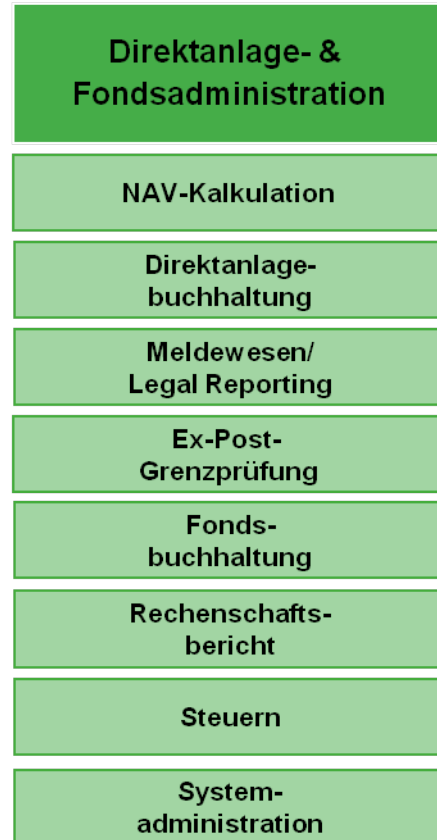 Direktanlage- &
Fondsadministration
NAV-Kalkulation
Direktanlage-
buchhaltung
Meldewesen/
Legal Reporting
Ex-Post-
Grenzprüfung
Fonds-
buchhaltung
Rechenschafts-
bericht
Steuern
System-
administration